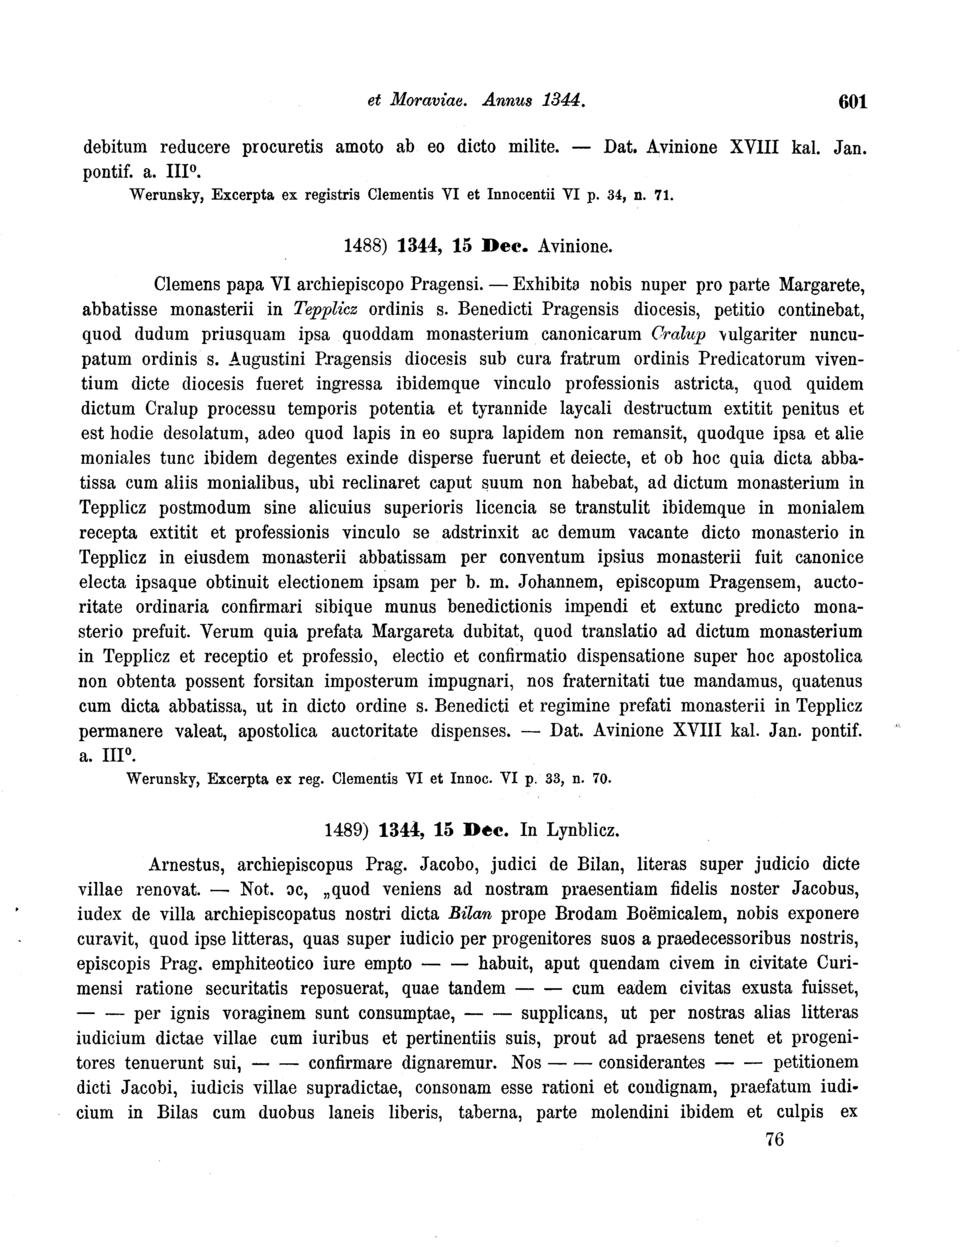 et Moraviae. Annus 1344. 601
debitum reducere procuretis amoto ab eo dicto milite. — Dat. Avinione XVIII kal. Jan.
pontif. a. III⁰.
Werunsky, Excerpta ex registris Clementis VI et Innocentii VI p. 34, n. 71.
1488) 1344, 15 Dec. Avinione.
Clemens papa VI archiepiscopo Pragensi. — Exhibita nobis nuper pro parte Margarete,
abbatisse monasterii in Tepplicz ordinis s. Benedicti Pragensis diocesis, petitio continebat,
quod dudum priusquam ipsa quoddam monasterium canonicarum Cralup vulgariter nuncu-
patum ordinis s. Augustini Pragensis diocesis sub cura fratrum ordinis Predicatorum viven-
tium dicte diocesis fueret ingressa ibidemque vinculo professionis astricta, quod quidem
dictum Cralup processu temporis potentia et tyrannide laycali destructum extitit penitus et
est hodie desolatum, adeo quod lapis in eo supra lapidem non remansit, quodque ipsa et alie
moniales tunc ibidem degentes exinde disperse fuerunt et deiecte, et ob hoc quia dicta abba-
tissa cum aliis monialibus, ubi reclinaret caput suum non habebat, ad dictum monasterium in
Tepplicz postmodum sine alicuius superioris licencia se transtulit ibidemque in monialem
recepta extitit et professionis vinculo se adstrinxit ac demum vacante dicto monasterio in
Tepplicz in eiusdem monasterii abbatissam per conventum ipsius monasterii fuit canonice
electa ipsaque obtinuit electionem ipsam per b. m. Johannem, episcopum Pragensem, aucto-
ritate ordinaria confirmari sibique munus benedictionis impendi et extunc predicto mona-
sterio prefuit. Verum quia prefata Margareta dubitat, quod translatio ad dictum monasterium
in Tepplicz et receptio et professio, electio et confirmatio dispensatione super hoc apostolica
non obtenta possent forsitan imposterum impugnari, nos fraternitati tue mandamus, quatenus
cum dicta abbatissa, ut in dicto ordine s. Benedicti et regimine prefati monasterii in Tepplicz
permanere valeat, apostolica auctoritate dispenses. — Dat. Avinione XVIII kal. Jan. pontif.
a. III⁰.
Werunsky, Excerpta ex reg. Clementis VI et Innoc. VI p. 33, n. 70.
1489) 1344, 15 Dec. In Lynblicz.
Arnestus, archiepiscopus Prag. Jacobo, judici de Bilan, literas super judicio dicte
villae renovat. — Not. oc, „quod veniens ad nostram praesentiam fidelis noster Jacobus,
iudex de villa archiepiscopatus nostri dicta Bilan prope Brodam Boëmicalem, nobis exponere
curavit, quod ipse litteras, quas super iudicio per progenitores suos a praedecessoribus nostris,
episcopis Prag. emphiteotico iure empto — — habuit, aput quendam civem in civitate Curi-
mensi ratione securitatis reposuerat, quae tandem — — cum eadem civitas exusta fuisset,
— — per ignis voraginem sunt consumptae, — — supplicans, ut per nostras alias litteras
iudicium dictae villae cum iuribus et pertinentiis suis, prout ad praesens tenet et progeni-
tores tenuerunt sui, — — confirmare dignaremur. Nos — — considerantes — — petitionem
dicti Jacobi, iudicis villae supradictae, consonam esse rationi et condignam, praefatum iudi-
cium in Bilas cum duobus laneis liberis, taberna, parte molendini ibidem et culpis ex
76